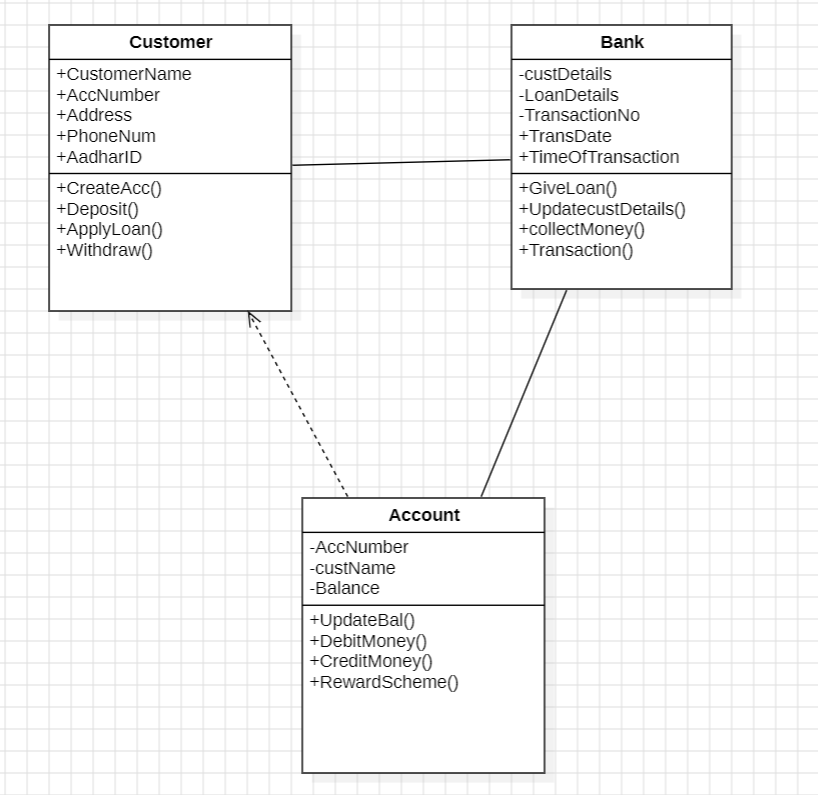 Customer
+CustomerName
+AccNumber
+Address
+PhoneNum
+AadharID
+CreateAcc()
+Deposit()
+ApplyLoan()
+Withdraw()
Bank
-custDetails
-LoanDetails
-TransactionNo
+TransDate
+TimeOfTransaction
+GiveLoan()
+UpdatecustDetails()
+collectMoney()
+Transaction()
Account
-AccNumber
-custName
-Balance
+UpdateBal()
+DebitMoney()
+CreditMoney()
+RewardScheme()